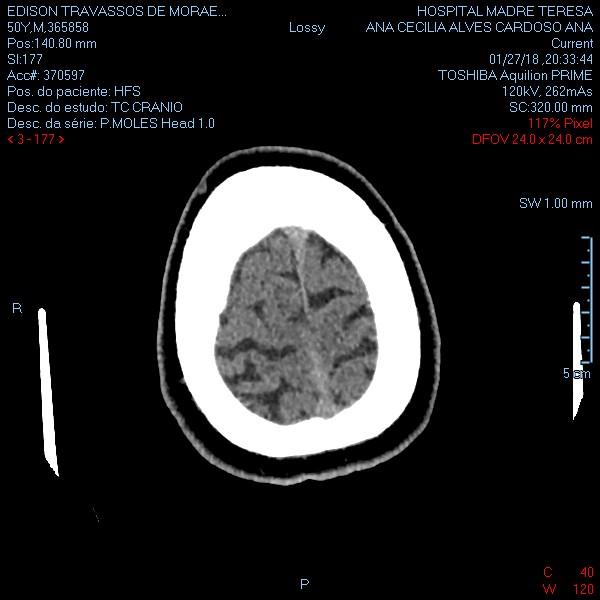 EDISON TRAVASSOS DE MORAE...
50Y,M,365858
Pos:140.80 mm
SI:177
Acc#: 370597
Pos. do paciente: HFS
Desc. do estudo: TC CRANIO
Desc. da série: P.MOLES Head 1.0
< 3 - 177 >
Lossy
HOSPITAL MADRE TERESA
ANA CECILIA ALVES CARDOSO ANA
Current
01/27/18 ,20:33:44
TOSHIBA Aquilion PRIME
120kV, 262mAs
SC:320.00 mm
117% Pixel
DFOV 24.0 x 24.0 cm
SW 1.00 mm
R
5 cm
P
C 40
W 120